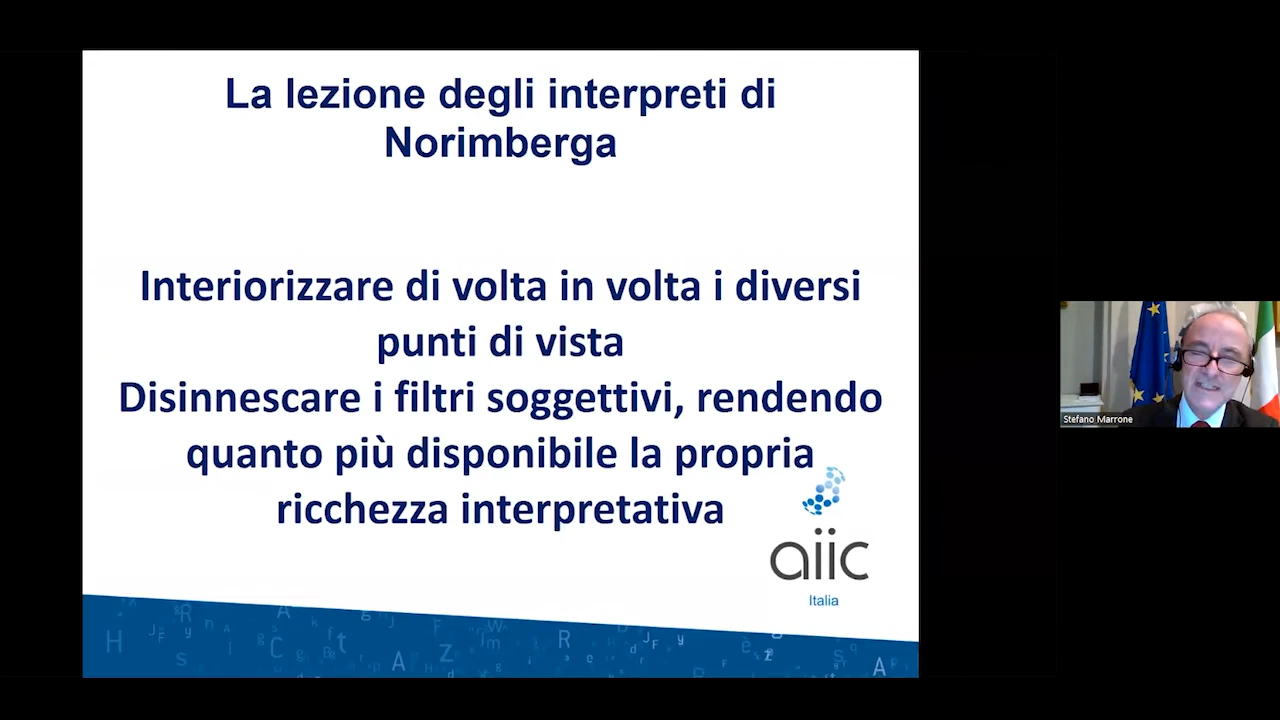 La lezione degli interpreti di
Norimberga
Interiorizzare di volta in volta i diversi
punti di vista
Disinnescare i filtri soggettivi, rendendo
quanto più disponibile la propria
ricchezza interpretativa
aiic
Italia
Stefano Marrone